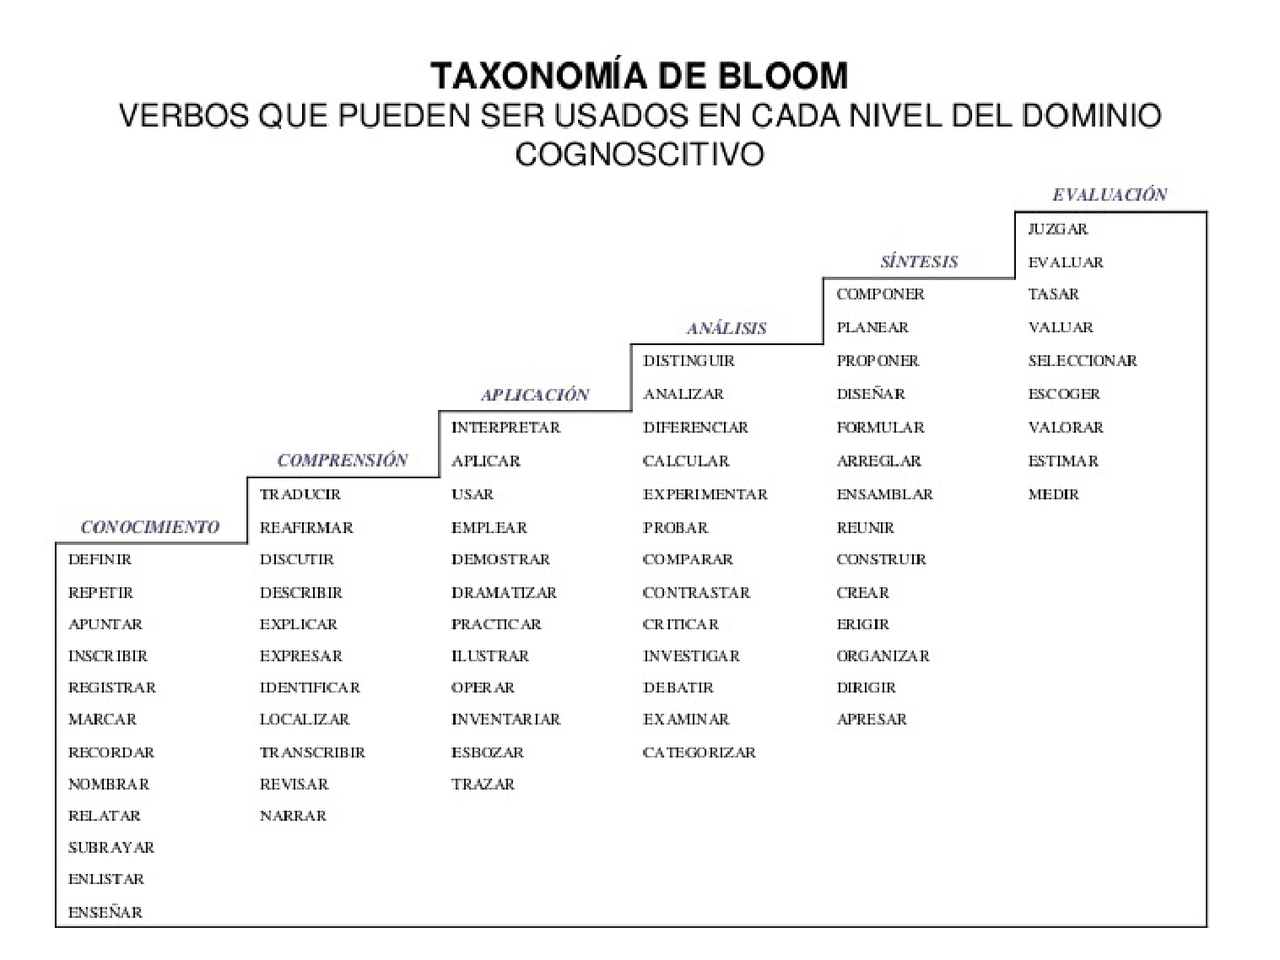 TAXONOMÍA DE BLOOM
VERBOS QUE PUEDEN SER USADOS EN CADA NIVEL DEL DOMINIO
COGNOSCITIVO
CONOCIMIENTO
DEFINIR
REPETIR
APUNTAR
INSCRIBIR
REGISTRAR
MARCAR
RECORDAR
NOMBRAR
RELATAR
SUBRAYAR
ENLISTAR
ENSEÑAR
COMPRENSIÓN
TRADUCIR
REAFIRMAR
DISCUTIR
DESCRIBIR
EXPLICAR
EXPRESAR
IDENTIFICAR
LOCALIZAR
TRANSCRIBIR
REVISAR
NARRAR
APLICACIÓN
INTERPRETAR
APLICAR
USAR
EMPLEAR
DEMOSTRAR
DRAMATIZAR
PRACTICAR
ILUSTRAR
OPERAR
INVENTARIAR
ESBOZAR
TRAZAR
ANÁLISIS
DISTINGUIR
ANALIZAR
DIFERENCIAR
CALCULAR
EXPERIMENTAR
PROBAR
COMPARAR
CONTRASTAR
CRITICAR
INVESTIGAR
DEBATIR
EXAMINAR
CATEGORIZAR
SÍNTESIS
COMPONER
PLANEAR
PROPONER
DISEÑAR
FORMULAR
ARREGLAR
ENSAMBLAR
REUNIR
CONSTRUIR
CREAR
ERIGIR
ORGANIZAR
DIRIGIR
APRESAR
EVALUACIÓN
JUZGAR
EVALUAR
TASAR
VALUAR
SELECCIONAR
ESCOGER
VALORAR
ESTIMAR
MEDIR